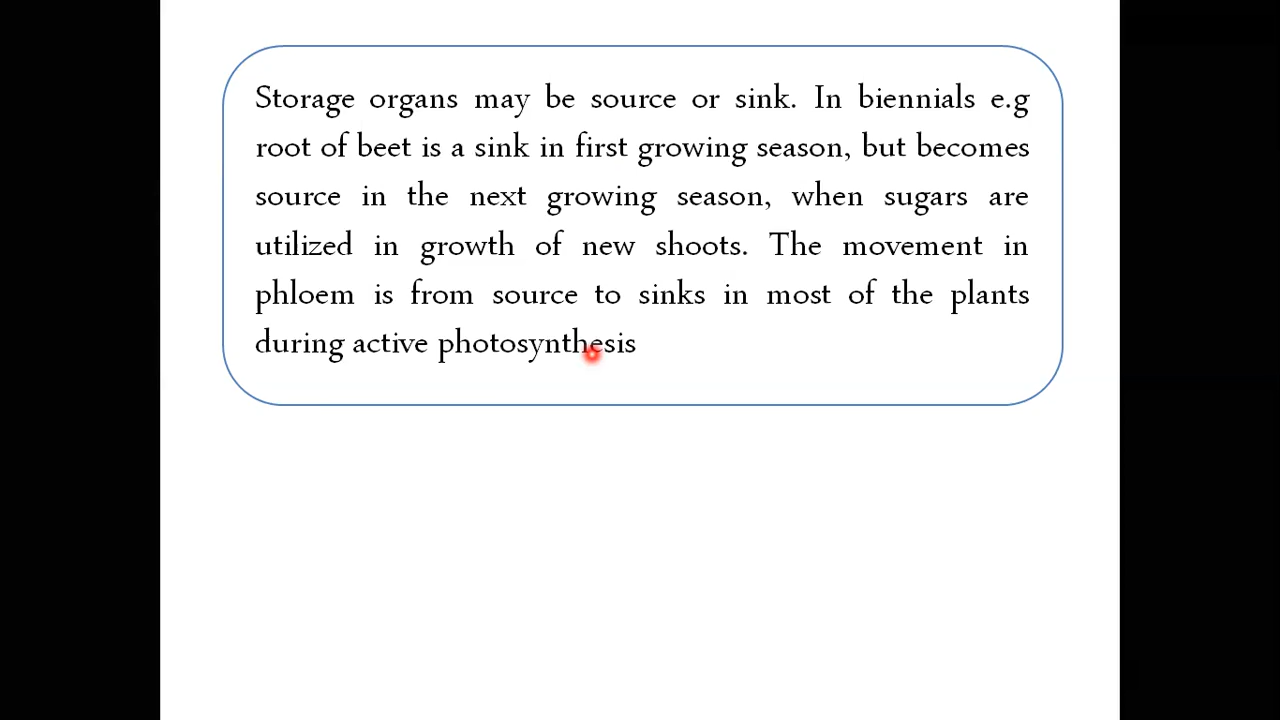 Storage organs may be source or sink. In biennials e.g
root of beet is a sink in first growing season, but becomes
source in the next growing season, when sugars are
utilized in growth of new shoots. The movement in
phloem is from source to sinks in most of the plants
during active photosynthesis